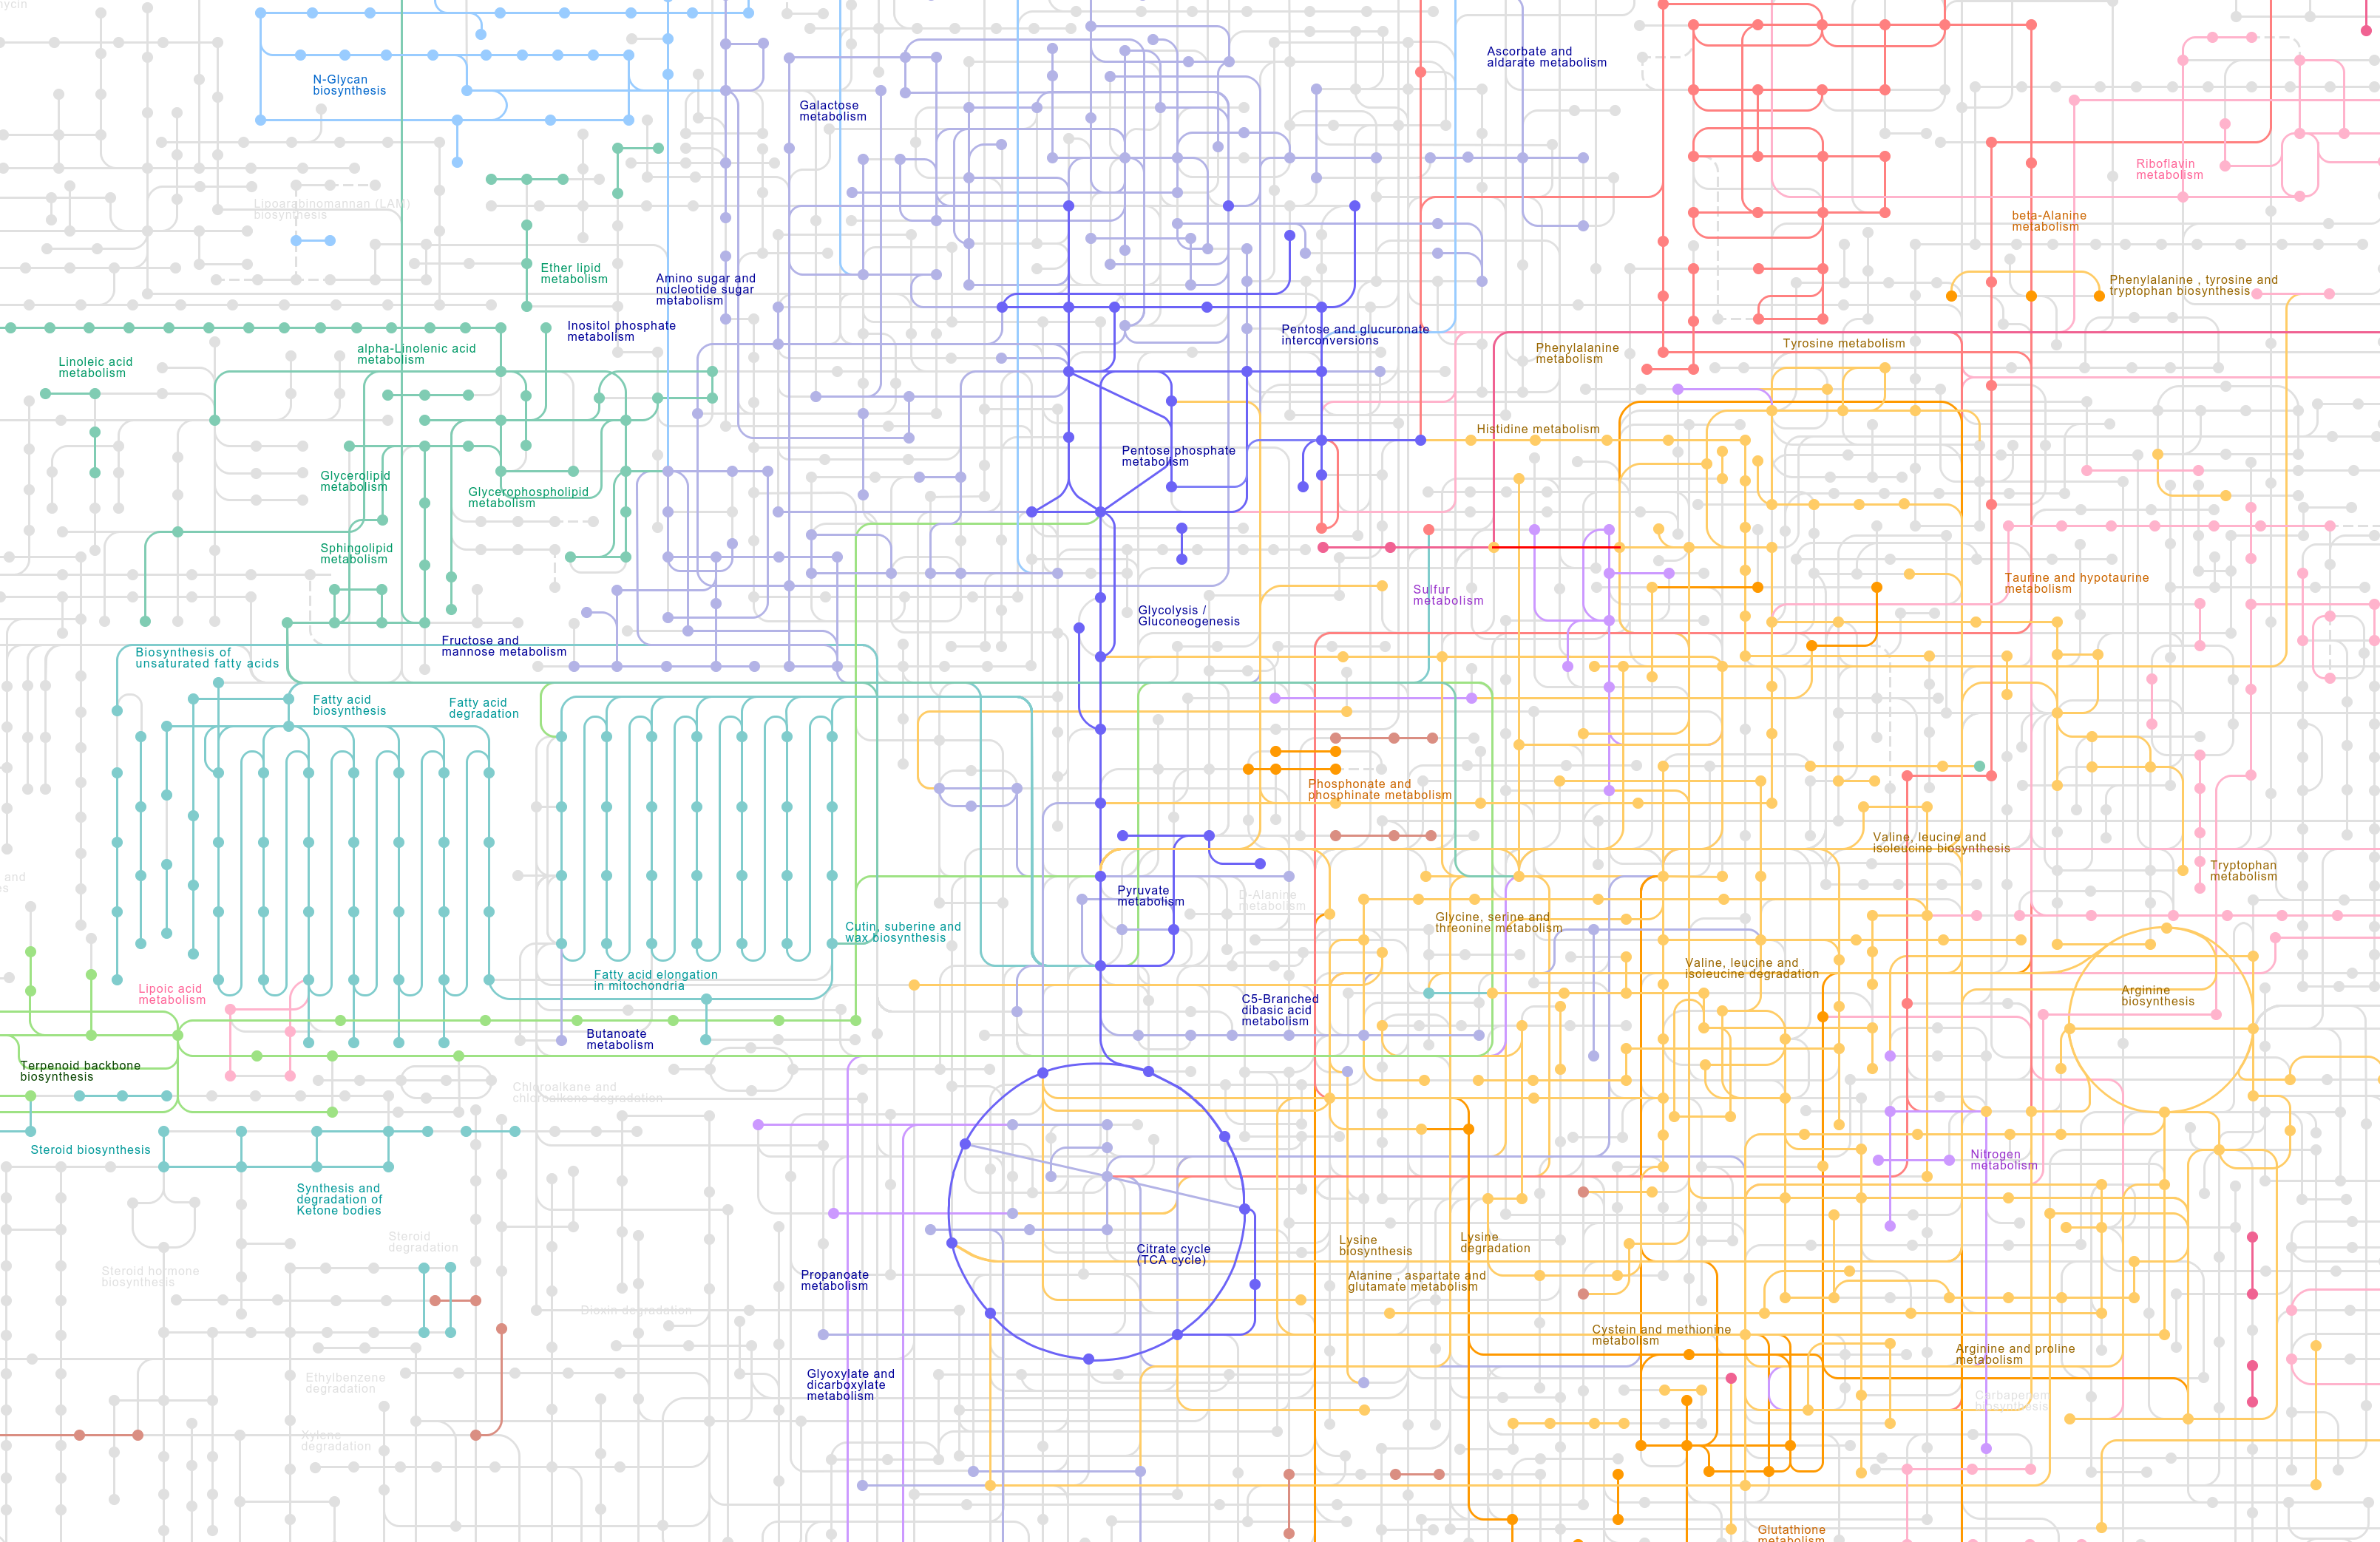 ycin
N-Glycan
biosynthesis
Galactose
metabolism
Ascorbate and
aldarate metabolism
Riboflavin
metabolism
Lipoarabinomannan (LAM)
biosynthesis
beta-Alanine
metabolism
Ether lipid
metabolism
Amino sugar and
nucleotide sugar
metabolism
Phenylalanine , tyrosine and
tryptophan biosynthesis
Inositol phosphate
metabolism
Pentose and glucuronate
interconversions
Linoleic acid
metabolism
alpha-Linolenic acid
metabolism
Phenylalanine
metabolism
Tyrosine metabolism
Histidine metabolism
Pentose phosphate
metabolism
Glycerolipid
metabolism
Glycerophospholipid
metabolism
Sphingolipid
metabolism
Sulfur
metabolism
Taurine and hypotaurine
metabolism
Glycolysis /
Gluconeogenesis
Fructose and
mannose metabolism
Biosynthesis of
unsaturated fatty acids
Fatty acid
biosynthesis
Fatty acid
degradation
Phosphonate and
phosphinate metabolism
Valine, leucine and
isoleucine biosynthesis
Tryptophan
metabolism
and
s
Pyruvate
metabolism
D-Alanine
metabolism
Glycine, serine and
threonine metabolism
Cutin, suberine and
wax biosynthesis
Fatty acid elongation
in mitochondria
Valine, leucine and
isoleucine degradation
Lipoic acid
metabolism
Arginine
biosynthesis
C5-Branched
dibasic acid
metabolism
Butanoate
metabolism
Terpenoid backbone
biosynthesis
Chloroalkane and
chloroalkene degradation
Steroid biosynthesis
Nitrogen
metabolism
Synthesis and
degradation of
Ketone bodies
Steroid
degradation
Lysine
biosynthesis
Lysine
degradation
Citrate cycle
(TCA cycle)
Steroid hormone
biosynthesis
Propanoate
metabolism
Alanine , aspartate and
glutamate metabolism
Dioxin degradation
Cystein and methionine
metabolism
Arginine and proline
metabolism
Glyoxylate and
dicarboxylate
metabolism
Ethylbenzene
degradation
Carbapenem
biosynthesis
Xylene
degradation
Glutathione
metabolism